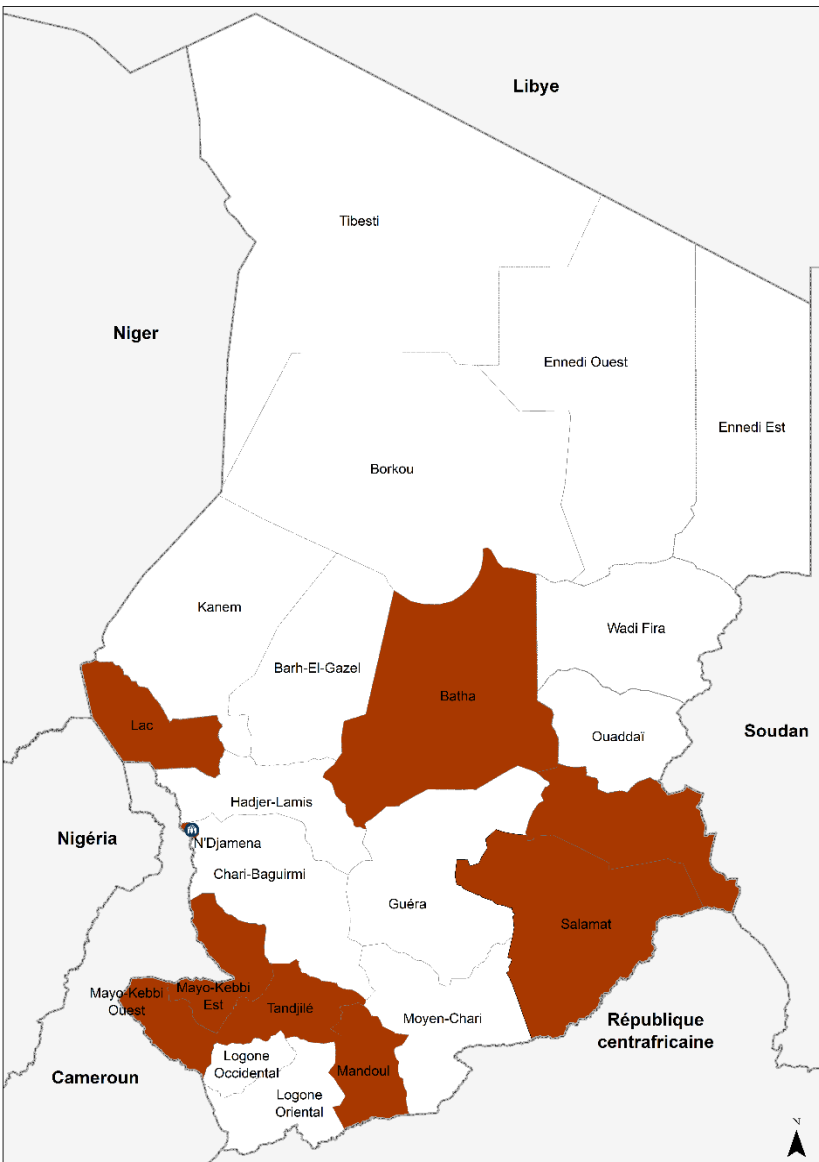 Libye
Tibesti
Niger
Ennedi Ouest
Ennedi Est
Borkou
Kanem
Wadi Fira
Barh-El-Gazel
Batha
Lac
Ouaddaï
Soudan
Hadjer-Lamis
Nigéria
N'Djamena
Chari-Baguirmi
Guéra
Salamat
Mayo-Kebbi
Ouest
Mayo-Kebbi
Est
Tandjilé
Moyen-Chari
République
centrafricaine
Logone
Occidental
Mandoul
Cameroun
Logone
Oriental
N